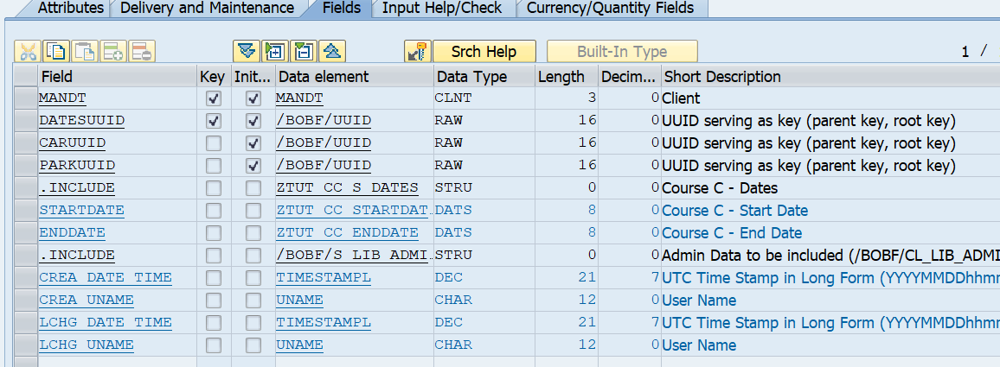 Attributes Delivery and Maintenance Fields Input Help/Check Currency/Quantity Fields
Srch Help Built-In Type 1 /
Field Key Init... Data element Data Type Length Decim... Short Description
MANDT MANDT CLNT 3 0 Client
DATESUUID /BOBF/UUID RAW 16 0 UUID serving as key (parent key, root key)
CARUUID /BOBF/UUID RAW 16 0 UUID serving as key (parent key, root key)
PARKUUID /BOBF/UUID RAW 16 0 UUID serving as key (parent key, root key)
.INCLUDE ZTUT_CC_S_DATES STRU 0 0 Course C - Dates
STARTDATE ZTUT_CC_STARTDAT.. DATS 8 0 Course C - Start Date
ENDDATE ZTUT_CC_ENDDATE DATS 8 0 Course C - End Date
.INCLUDE /BOBF/S_LIB_ADMI.. STRU 0 0 Admin Data to be included (/BOBF/CL_LIB_ADMI
CREA_DATE_TIME TIMESTAMPL DEC 21 7 UTC Time Stamp in Long Form (YYYYMMDDhhmm
CREA_UNAME UNAME CHAR 12 0 User Name
LCHG_DATE_TIME TIMESTAMPL DEC 21 7 UTC Time Stamp in Long Form (YYYYMMDDhhmm
LCHG_UNAME UNAME CHAR 12 0 User Name